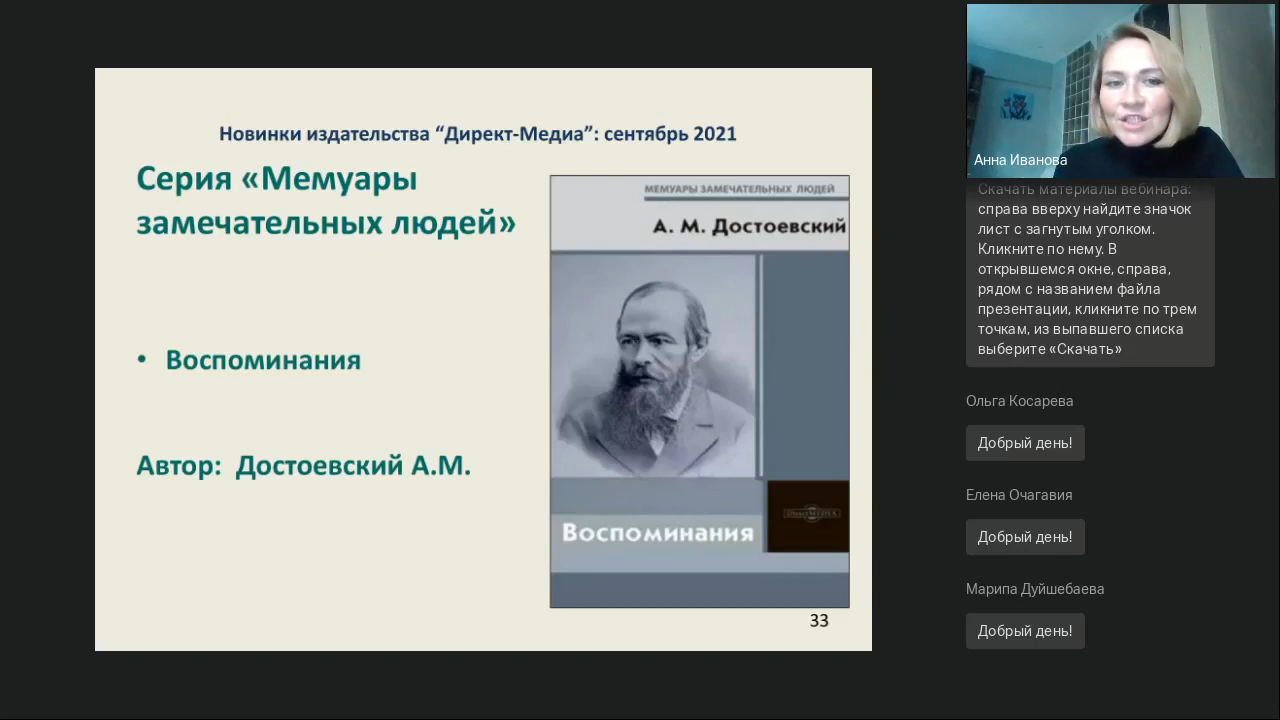 Новинки издательства “Директ-Медиа”: сентябрь 2021
Серия «Мемуары
замечательных людей»
• Воспоминания
Автор: Достоевский А.М.
МЕМУАРЫ ЗАМЕЧАТЕЛЬНЫХ ЛЮДЕЙ
А. М. Достоевский
DirectMEDIA
Воспоминания
33
Анна Иванова
Скачать материалы вебинара:
справа вверху найдите значок
лист с загнутым уголком.
Кликните по нему. В
открывшемся окне, справа,
рядом с названием файла
презентации, кликните по трем
точкам, из выпавшего списка
выберите «Скачать»
Ольга Косарева
Добрый день!
Елена Очагавия
Добрый день!
Марипа Дуйшебаева
Добрый день!